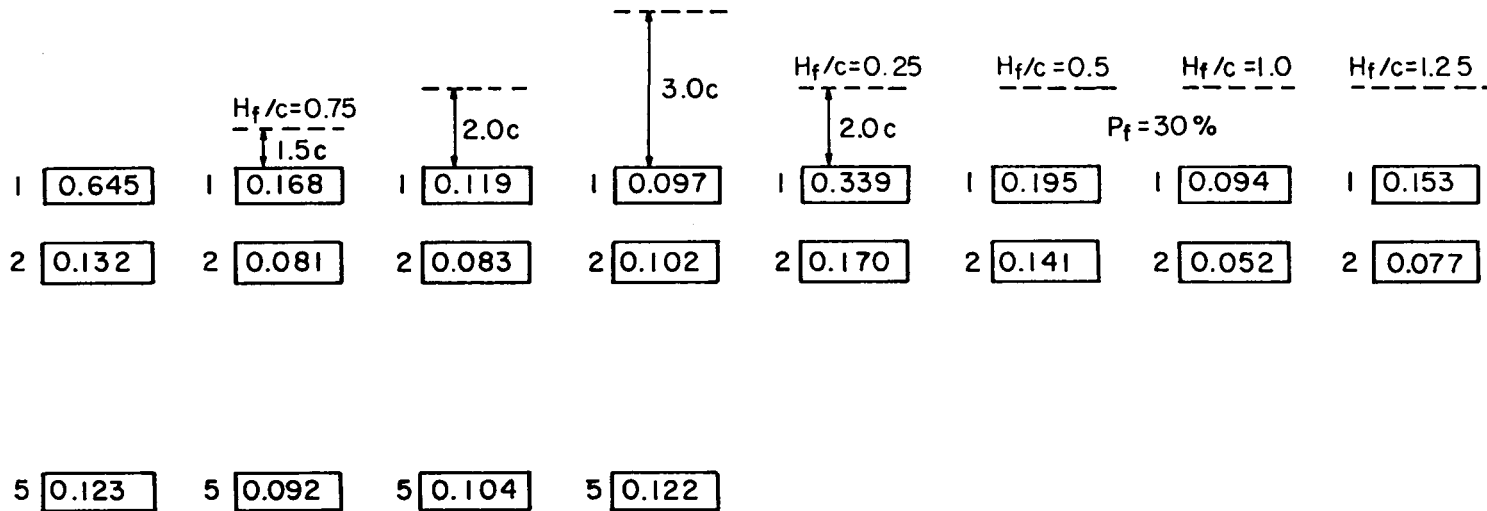 3.0c
H_f/c=0.25 H_f/c=0.5 H_f/c=1.0 H_f/c=1.25
H_f/c=0.75
2.0c 2.0c P_f=30%
1.5c
1 0.645 1 0.168 1 0.119 1 0.097 1 0.339 1 0.195 1 0.094 1 0.153
2 0.132 2 0.081 2 0.083 2 0.102 2 0.170 2 0.141 2 0.052 2 0.077
5 0.123 5 0.092 5 0.104 5 0.122